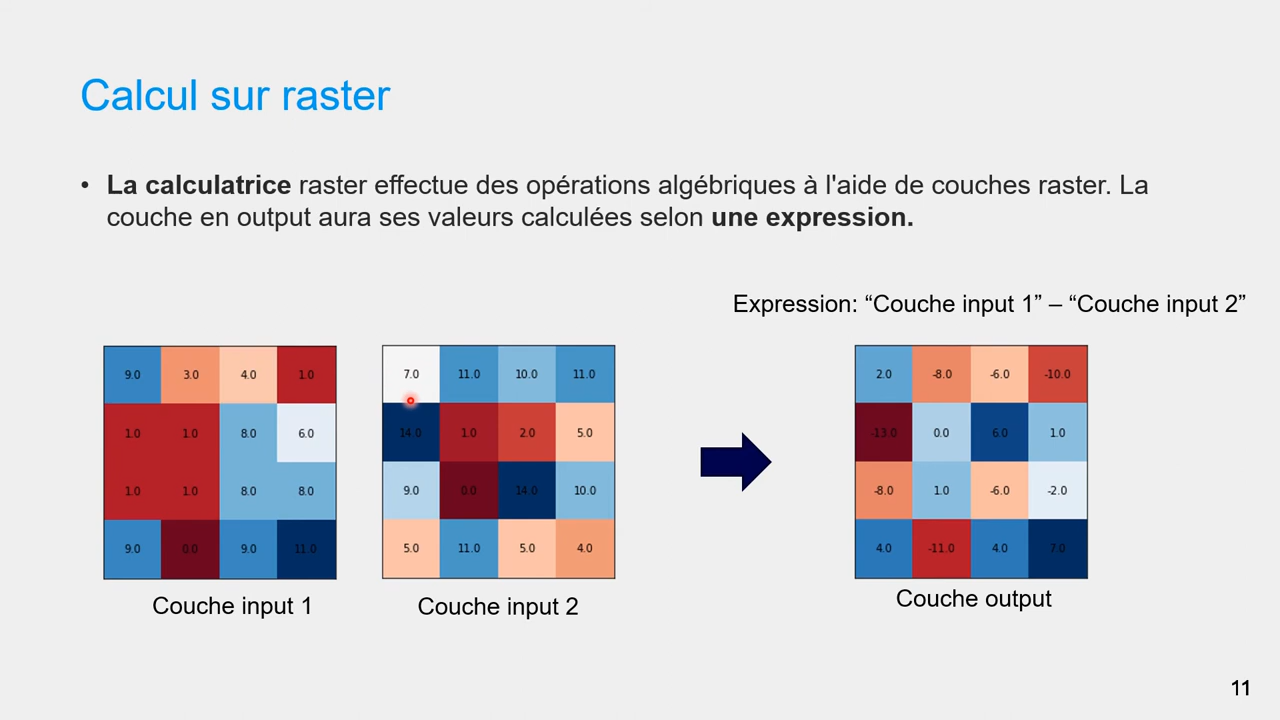 Calcul sur raster
• La calculatrice raster effectue des opérations algébriques à l'aide de couches raster. La
couche en output aura ses valeurs calculées selon une expression.
Expression: “Couche input 1” – “Couche input 2”
9.0 3.0 4.0 1.0
1.0 1.0 8.0 6.0
1.0 1.0 8.0 8.0
9.0 0.0 9.0 11.0
Couche input 1
7.0 11.0 10.0 11.0
14.0 1.0 2.0 5.0
9.0 0.0 14.0 10.0
5.0 11.0 5.0 4.0
Couche input 2
2.0 -8.0 -6.0 -10.0
-13.0 0.0 6.0 1.0
-8.0 1.0 -6.0 -2.0
4.0 -11.0 4.0 7.0
Couche output
11